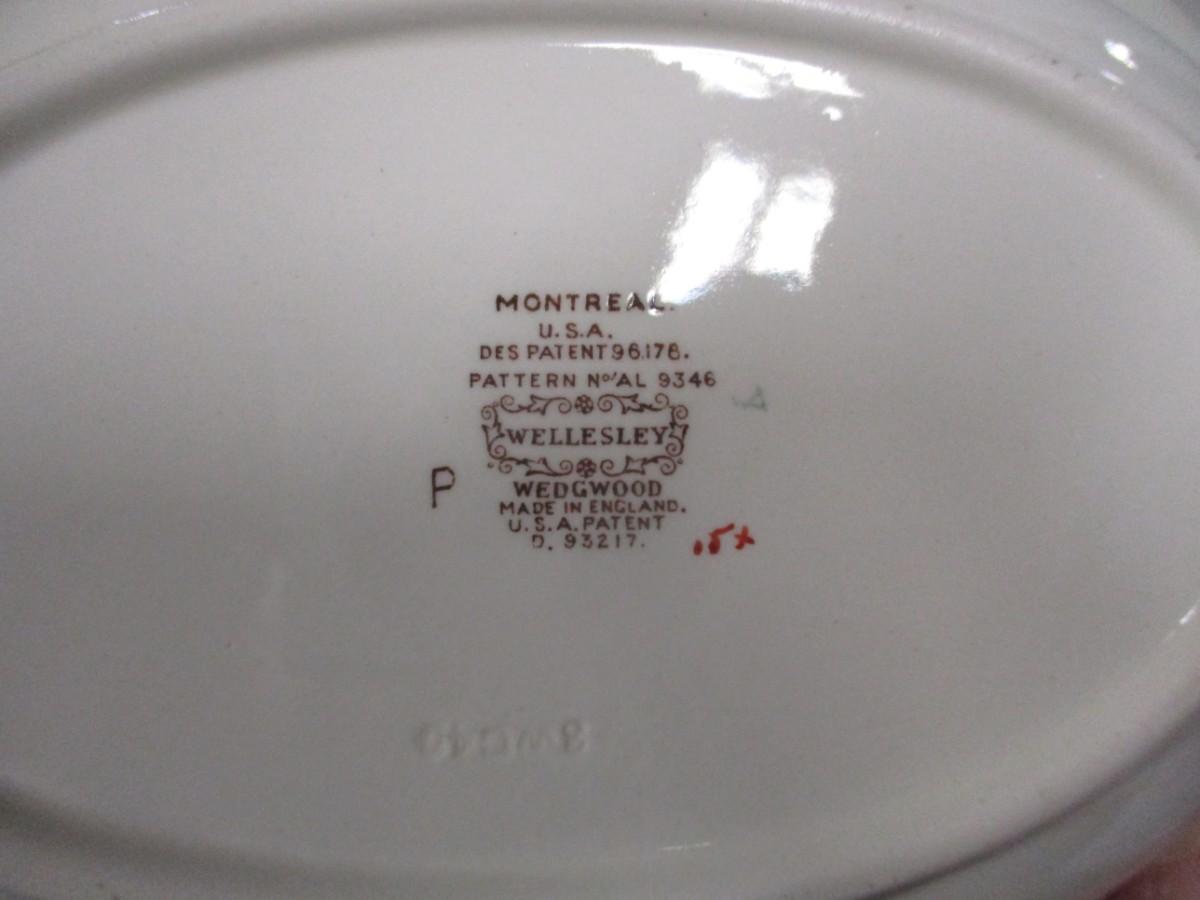 MONTREAL.
U.S.A.
DES PATENT 96.178.
PATTERN No/AL 9346
WELLESLEY
P
WEDGWOOD
MADE IN ENGLAND.
U.S.A. PATENT
D. 93217.